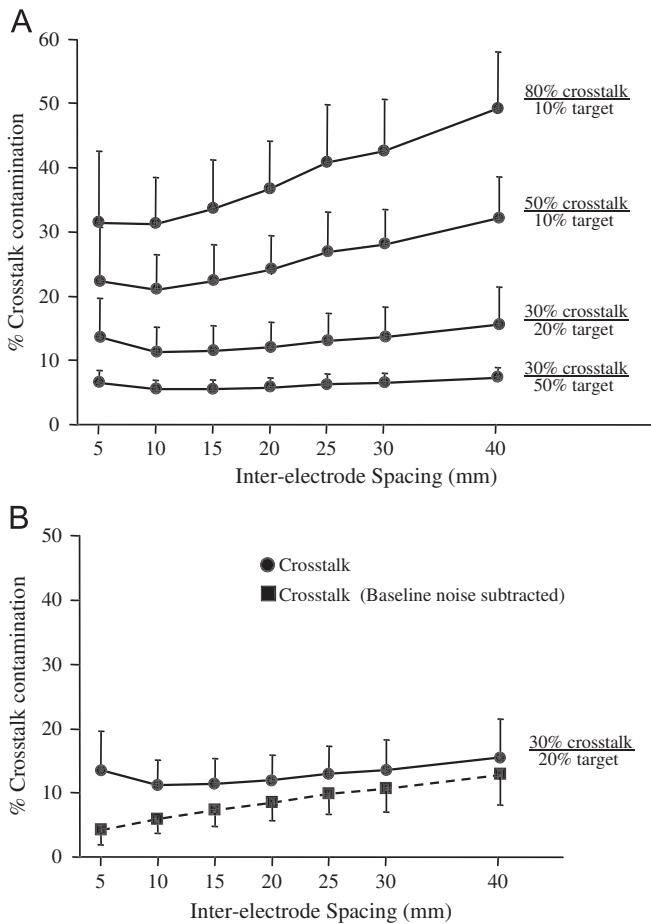 A
60
50
40
30
20
10
0
% Crosstalk contamination
80% crosstalk
10% target
50% crosstalk
10% target
30% crosstalk
20% target
30% crosstalk
50% target
5 10 15 20 25 30 40
Inter-electrode Spacing (mm)
B
50
40
30
20
10
0
% Crosstalk contamination
Crosstalk
Crosstalk (Baseline noise subtracted)
30% crosstalk
20% target
5 10 15 20 25 30 40
Inter-electrode Spacing (mm)